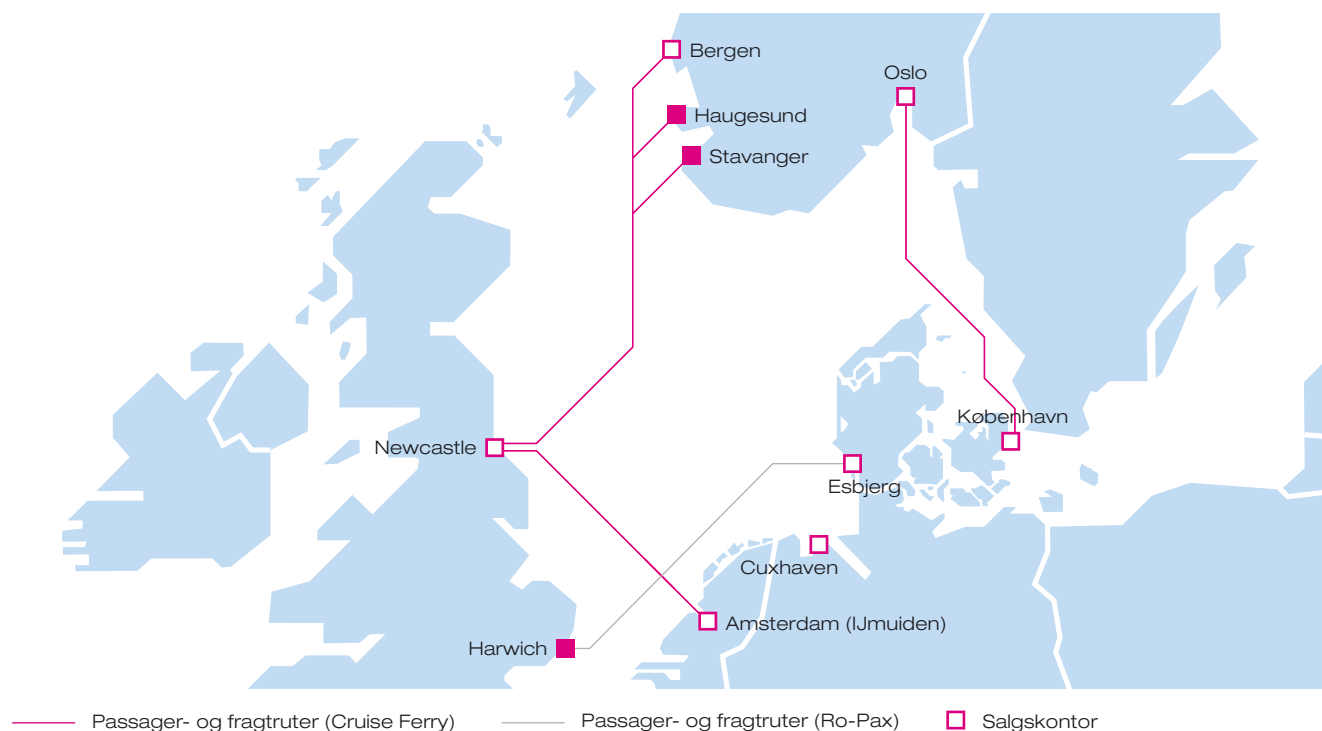 Bergen
Oslo
Haugesund
Stavanger
København
Newcastle
Esbjerg
Cuxhaven
Amsterdam (IJmuiden)
Harwich
Passager- og fragtruter (Cruise Ferry)
Passager- og fragtruter (Ro-Pax)
Salgskontor